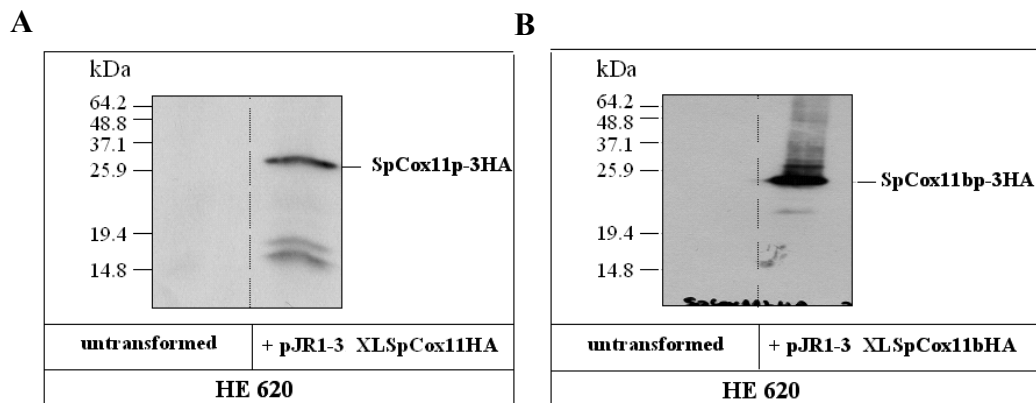 A
kDa
64.2
48.8
37.1
25.9
19.4
14.8
SpCox11p-3HA
untransformed
+ pJR1-3 XLSpCox11HA
HE 620
B
kDa
64.2
48.8
37.1
25.9
19.4
14.8
SpCox11bp-3HA
untransformed
+ pJR1-3 XLSpCox11bHA
HE 620